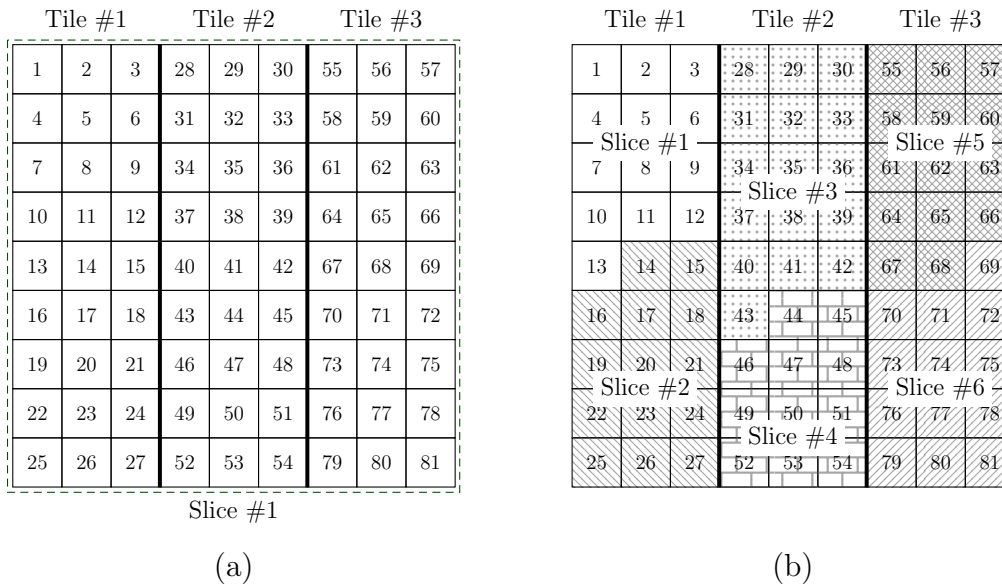 Tile #1 Tile #2 Tile #3 Tile #1 Tile #2 Tile #3
1 2 3 28 29 30 55 56 57 1 2 3 28 29 30 55 56 57
4 5 6 31 32 33 58 59 60 4 5 6 31 32 33 58 59 60
Slice #1 Slice #5
7 8 9 34 35 36 61 62 63 7 8 9 34 35 36 61 62 63
Slice #3
10 11 12 37 38 39 64 65 66 10 11 12 37 38 39 64 65 66
13 14 15 40 41 42 67 68 69 13 14 15 40 41 42 67 68 69
16 17 18 43 44 45 70 71 72 16 17 18 43 44 45 70 71 72
19 20 21 46 47 48 73 74 75 19 20 21 46 47 48 73 74 75
Slice #2 Slice #6
22 23 24 49 50 51 76 77 78 22 23 24 49 50 51 76 77 78
Slice #4
25 26 27 52 53 54 79 80 81 25 26 27 52 53 54 79 80 81
Slice #1
(a) (b)